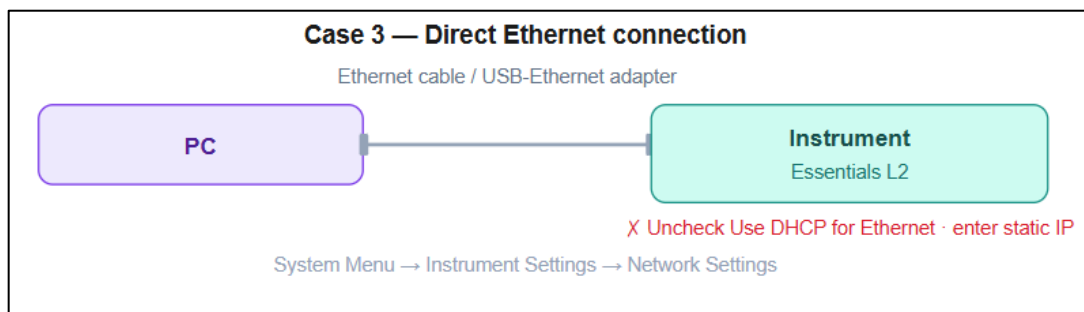 Case 3 — Direct Ethernet connection
Ethernet cable / USB-Ethernet adapter
PC
Instrument
Essentials L2
✗ Uncheck Use DHCP for Ethernet · enter static IP
System Menu → Instrument Settings → Network Settings